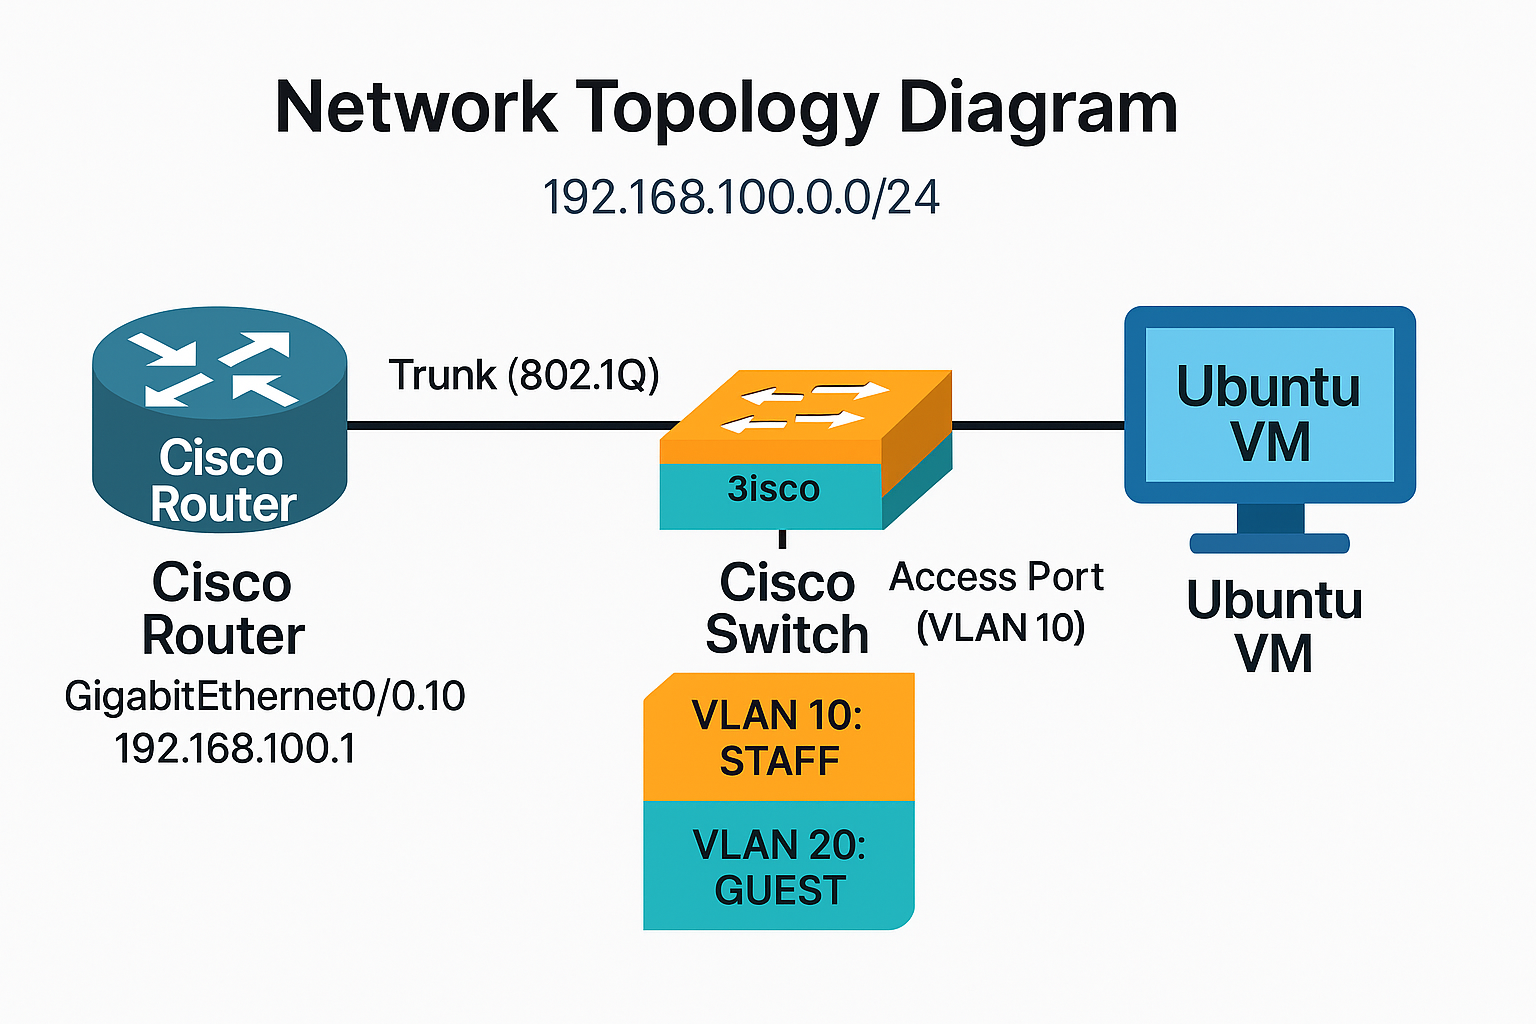 Network Topology Diagram
192.168.100.0.0/24
Trunk (802.1Q)
Cisco
Router
3isco
Ubuntu
VM
Cisco
Router
GigabitEthernet0/0.10
192.168.100.1
Cisco
Switch
Access Port
(VLAN 10)
Ubuntu
VM
VLAN 10:
STAFF
VLAN 20:
GUEST